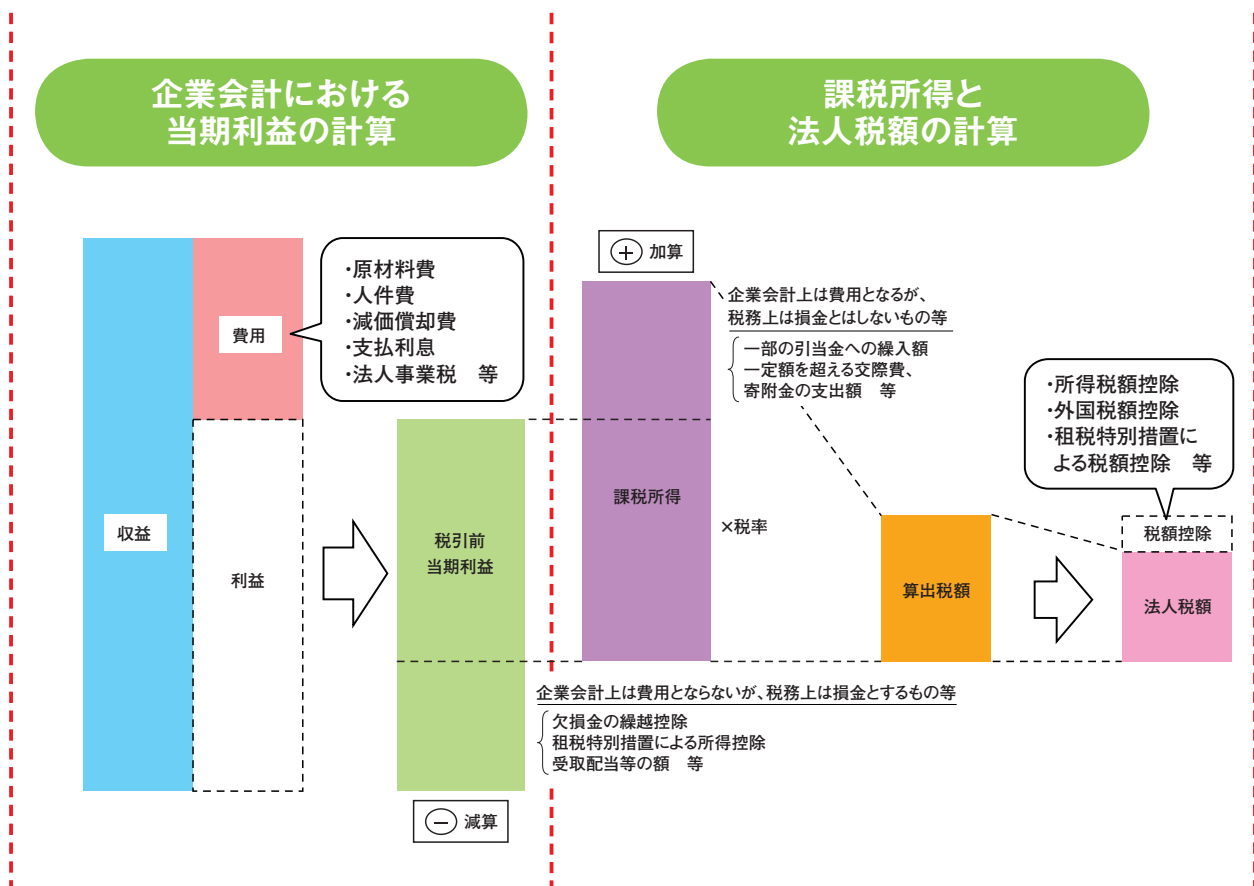 企業会計における
当期利益の計算
課税所得と
法人税額の計算
収益
費用
・原材料費
・人件費
・減価償却費
・支払利息
・法人事業税　等
利益
税引前
当期利益
− 減算
+ 加算
課税所得
企業会計上は費用となるが、
税務上は損金とはしないもの等
一部の引当金への繰入額
一定額を超える交際費、
寄附金の支出額　等
×税率
企業会計上は費用とならないが、税務上は損金とするもの等
欠損金の繰越控除
租税特別措置による所得控除
受取配当等の額　等
算出税額
・所得税額控除
・外国税額控除
・租税特別措置に
よる税額控除　等
税額控除
法人税額